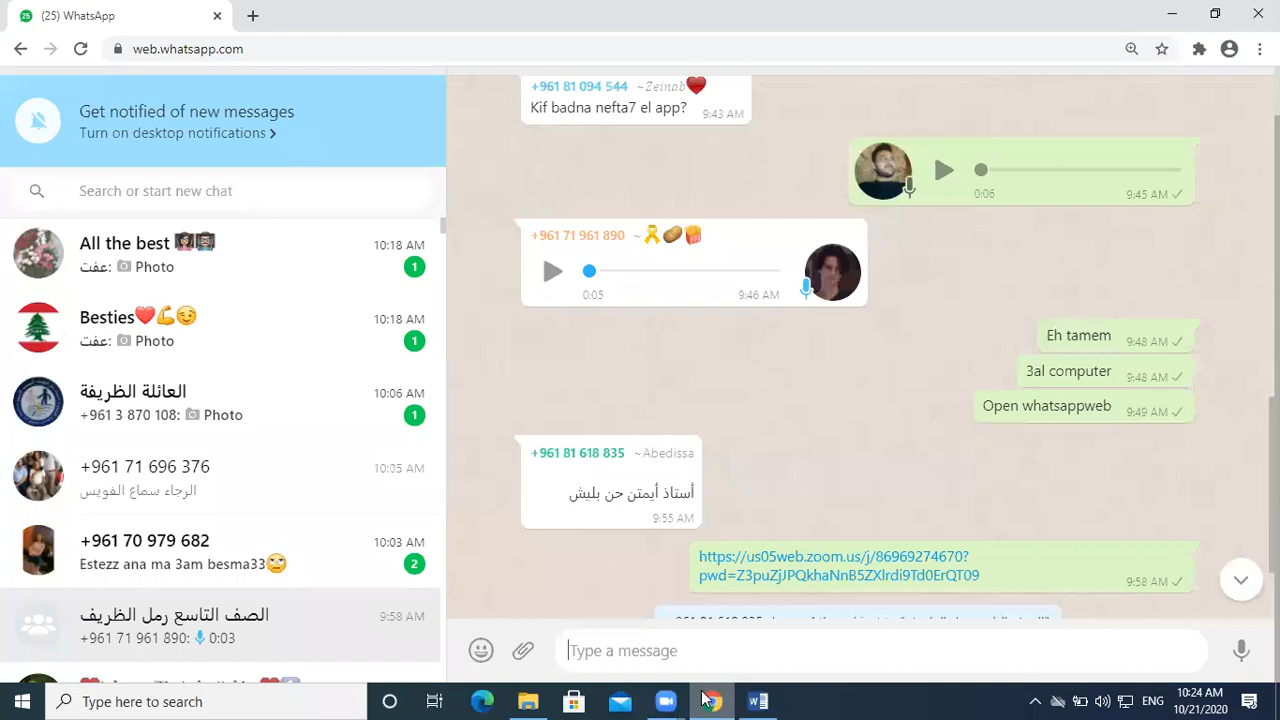 (25) WhatsApp
web.whatsapp.com
Get notified of new messages
Turn on desktop notifications >
Search or start new chat
All the best 👩🏻‍🏫👨🏻‍🏫 10:18 AM
عفت: Photo 1
Besties❤️💪😏 10:18 AM
عفت: Photo 1
العائلة الظريفة 10:06 AM
+961 3 870 108: Photo 1
+961 71 696 376 10:05 AM
الرجاء سماع الفويس
+961 70 979 682 10:03 AM
Estezz ana ma 3am besma33🙄 2
الصف التاسع رمل الظريف 9:58 AM
+961 71 961 890: 0:03
+961 81 094 544 ~Zeinab❤️
Kif badna nefta7 el app? 9:43 AM
0:06 9:45 AM
+961 71 961 890 ~🎗️🥔🍟
0:05 9:46 AM
Eh tamem 9:48 AM
3al computer 9:48 AM
Open whatsappweb 9:49 AM
+961 81 618 835 ~Abedissa
أستاذ أيمتن حن بليش
9:55 AM
https://us05web.zoom.us/j/86969274670?
pwd=Z3puZjJPQkhaNnB5ZXlrdi9Td0ErQT09 9:58 AM
Type a message
Type here to search
ENG
10:24 AM
10/21/2020